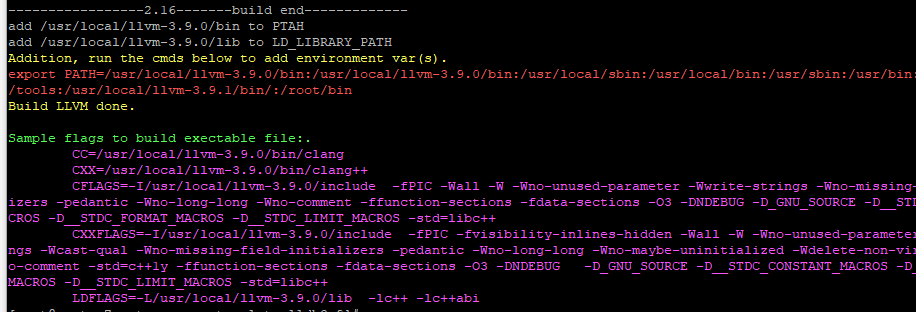 -----------------2.16-------build end-------------
add /usr/local/llvm-3.9.0/bin to PTAH
add /usr/local/llvm-3.9.0/lib to LD_LIBRARY_PATH
Addition, run the cmds below to add environment var(s).
export PATH=/usr/local/llvm-3.9.0/bin:/usr/local/llvm-3.9.0/bin:/usr/local/sbin:/usr/local/bin:/usr/sbin:/usr/bin:
/tools:/usr/local/llvm-3.9.1/bin/:/root/bin
Build LLVM done.
Sample flags to build exectable file:.
CC=/usr/local/llvm-3.9.0/bin/clang
CXX=/usr/local/llvm-3.9.0/bin/clang++
CFLAGS=-I/usr/local/llvm-3.9.0/include  -fPIC -Wall -W -Wno-unused-parameter -Wwrite-strings -Wno-missing-
izers -pedantic -Wno-long-long -Wno-comment -ffunction-sections -fdata-sections -O3 -DNDEBUG -D_GNU_SOURCE -D__STD
CROS -D__STDC_FORMAT_MACROS -D__STDC_LIMIT_MACROS -std=libc++
CXXFLAGS=-I/usr/local/llvm-3.9.0/include  -fPIC -fvisibility-inlines-hidden -Wall -W -Wno-unused-parameter
ngs -Wcast-qual -Wno-missing-field-initializers -pedantic -Wno-long-long -Wno-maybe-uninitialized -Wdelete-non-vir
o-comment -std=c++ly -ffunction-sections -fdata-sections -O3 -DNDEBUG   -D_GNU_SOURCE -D__STDC_CONSTANT_MACROS -D_
MACROS -D__STDC_LIMIT_MACROS -std=libc++
LDFLAGS=-L/usr/local/llvm-3.9.0/lib  -lc++ -lc++abi